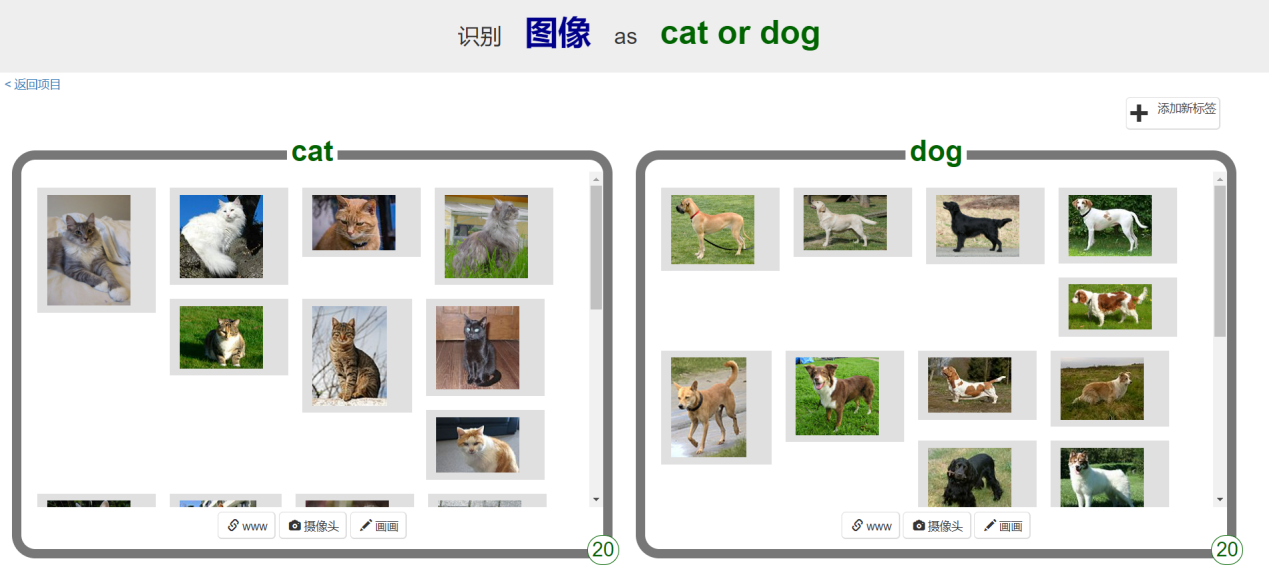 识别 图像 as cat or dog
< 返回项目
添加新标签
cat
dog
www 摄像头 画画
20
www 摄像头 画画
20